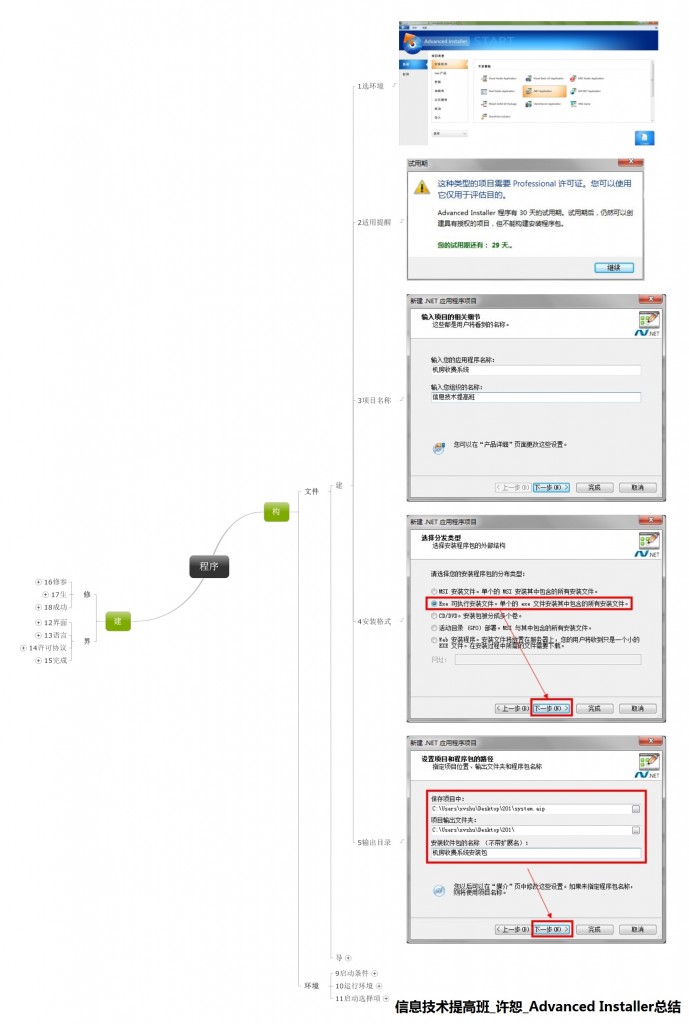 程序
构
文件
建
1选环境
Advanced Installer
START
2适用提醒
试用期
这种类型的项目需要 Professional 许可证。您可以使用
它仅用于评估目的。
Advanced Installer 程序有 30 天的试用期。试用期后，仍然可以创
建具有授权的项目，但不能构建安装程序包。
您的试用期还有： 29 天。
继续
3项目名称
新建 .NET 应用程序项目
输入项目的相关细节
这些都是用户将看到的名称。
.NET
输入您的应用程序名称:
机房收费系统
输入您组织的名称:
信息技术提高班
您可以在“产品详细”页面更改这些设置。
<上一步(B) 下一步(N) > 完成 取消
4安装格式
新建 .NET 应用程序项目
选择分发类型
选择安装程序包的外部结构
.NET
请选择您的安装程序包的分布类型:
MSI 安装文件。单个的 MSI 安装其中包含的所有安装文件。
Exe 可执行安装文件。单个的 exe 文件安装其中包含的所有安装文件。
CD/DVD。安装包被分成多个卷。
活动目录 (GPO) 部署。MSI 与其中包含的所有安装文件。
Web 安装程序。安装文件将放置在服务器上，您的用户将收到只是一个小的
EXE 文件。在安装过程中所需的文件需要下载。
网址:
<上一步(B) 下一步(N) > 完成 取消
5输出目录
新建 .NET 应用程序项目
设置项目和程序包的路径
指定项目位置、输出文件夹和程序包名称
.NET
保存项目中:
C:\Users\xvshu\Desktop\201\system.aip
项目输出文件夹:
C:\Users\xvshu\Desktop\201\
安装软件包的名称 （不带扩展名）:
机房收费系统安装包
您以后可以在“媒介”页中修改这些设置。如果未指定程序包名称，
则将使用项目名称。
<上一步(B) 下一步(N) > 完成 取消
导
环境
9启动条件
10运行环境
11启动选择项
建
修
16修参
17生
18成功
界
12界面
13语言
14许可协议
15完成
信息技术提高班_许恕_Advanced Installer总结